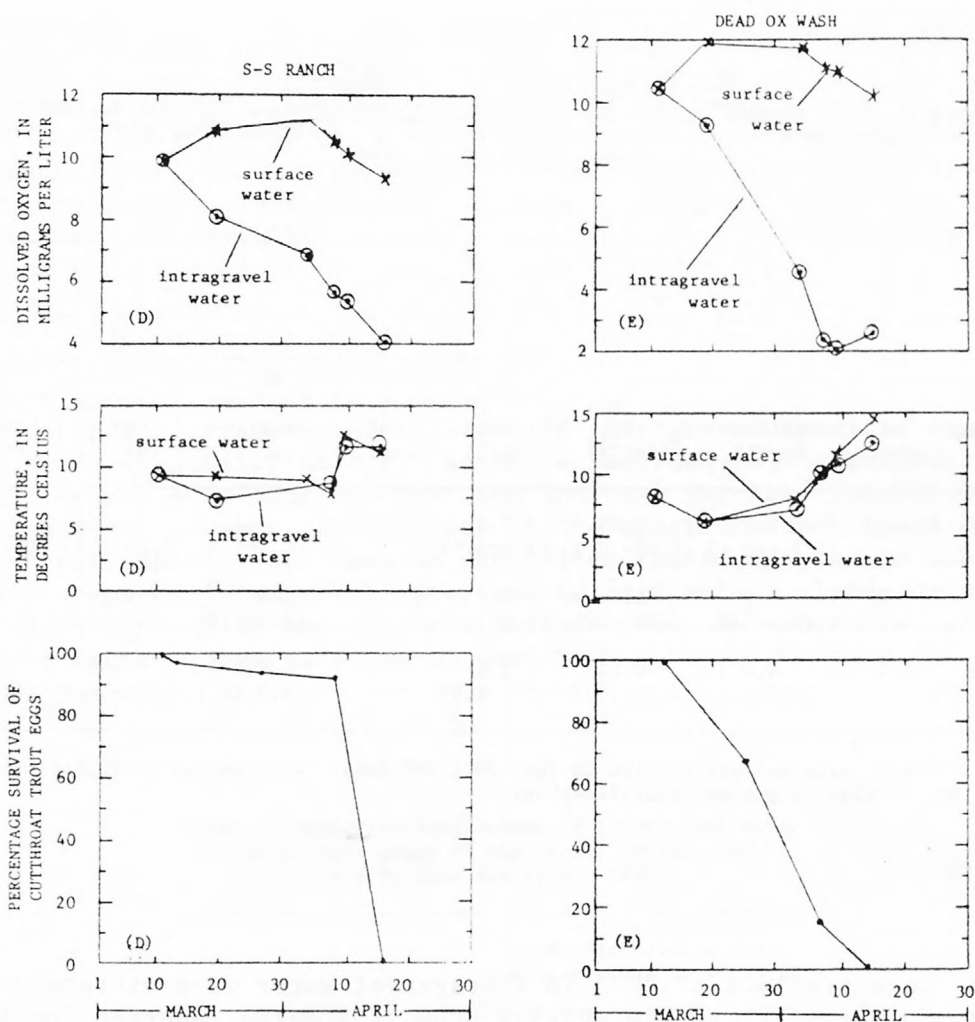 DEAD OX WASH
S-S RANCH
DISSOLVED OXYGEN, IN
MILLIGRAMS PER LITER
12
10
8
6
4
surface
water
intragravel
water
(D)
12
10
8
6
4
2
surface
water
intragravel
water
(E)
TEMPERATURE, IN
DEGREES CELSIUS
15
10
5
0
surface water
intragravel
water
(D)
15
10
5
0
surface water
intragravel water
(E)
PERCENTAGE SURVIVAL OF
CUTTHROAT TROUT EGGS
100
80
60
40
20
0
(D)
1 10 20 30 10 20 30
MARCH APRIL
100
80
60
40
20
0
(E)
1 10 20 30 10 20 30
MARCH APRIL